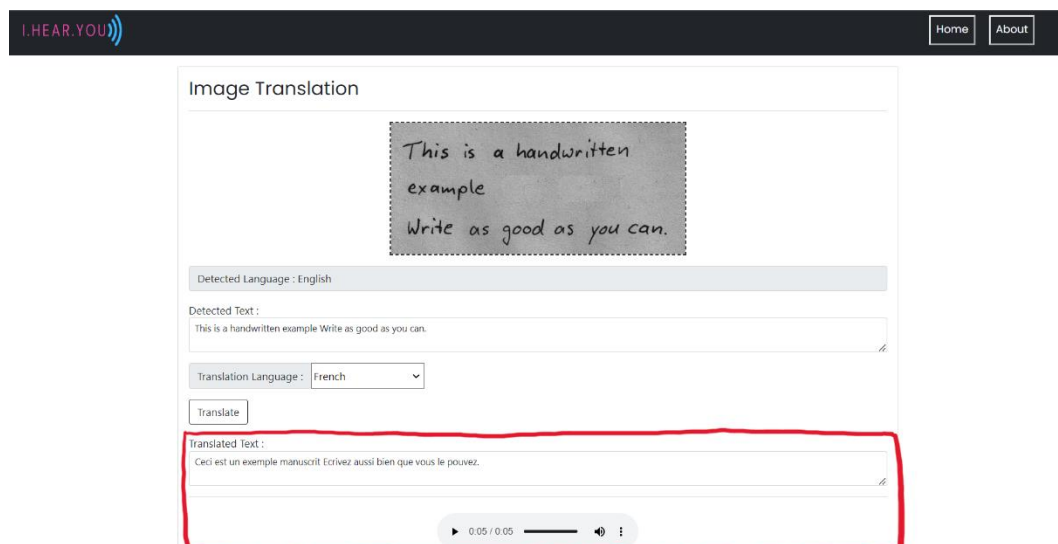 I.HEAR.YOU
Home
About
Image Translation
This is a handwritten
example
Write as good as you can.
Detected Language : English
Detected Text :
This is a handwritten example Write as good as you can.
Translation Language :
French
Translate
Translated Text :
Ceci est un exemple manuscrit Ecrivez aussi bien que vous le pouvez.
0:05 / 0:05